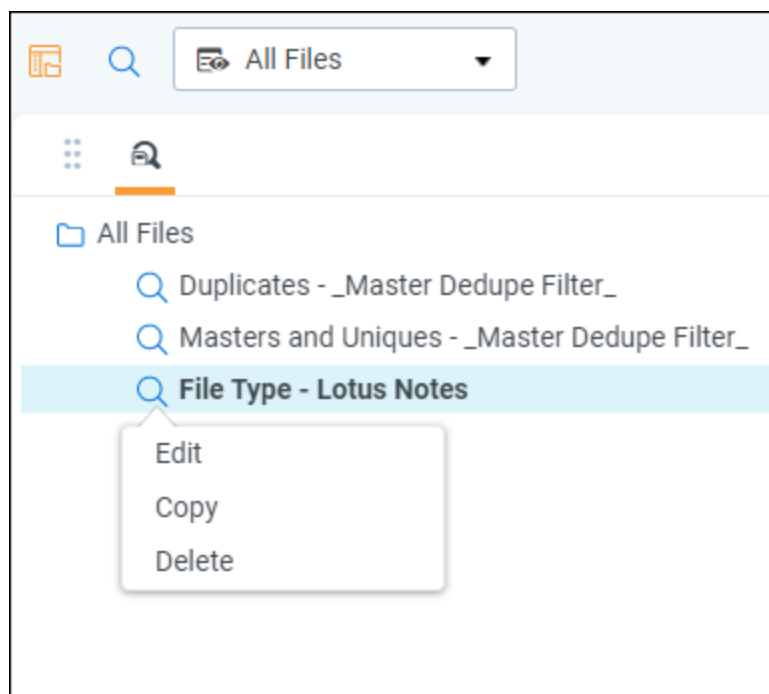 All Files
All Files
Duplicates - _Master Dedupe Filter_
Masters and Uniques - _Master Dedupe Filter_
File Type - Lotus Notes
Edit
Copy
Delete